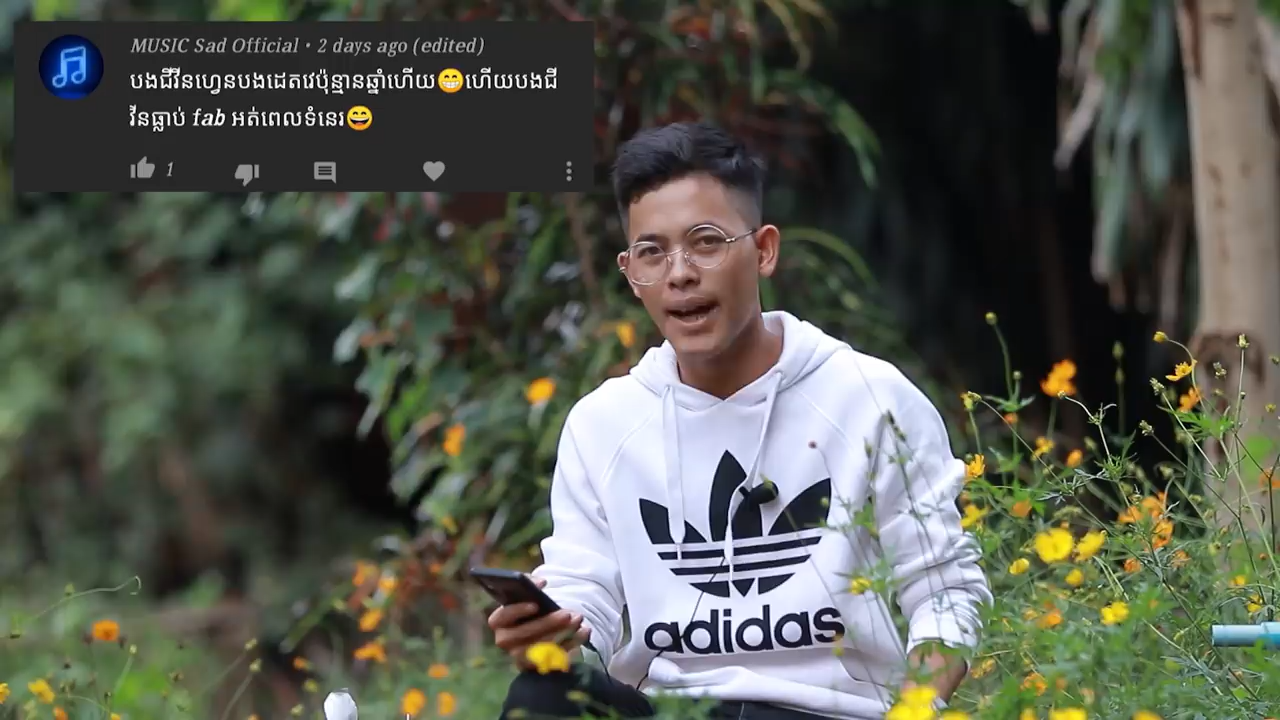 MUSIC Sad Official • 2 days ago (edited)
បងជីវីនហ្វេនបងដេតវេប៉ុន្មានឆ្នាំហើយ😁ហើយបងជី
វីនធ្លាប់ fab អត់ពេលទំនេរ😄
1
adidas